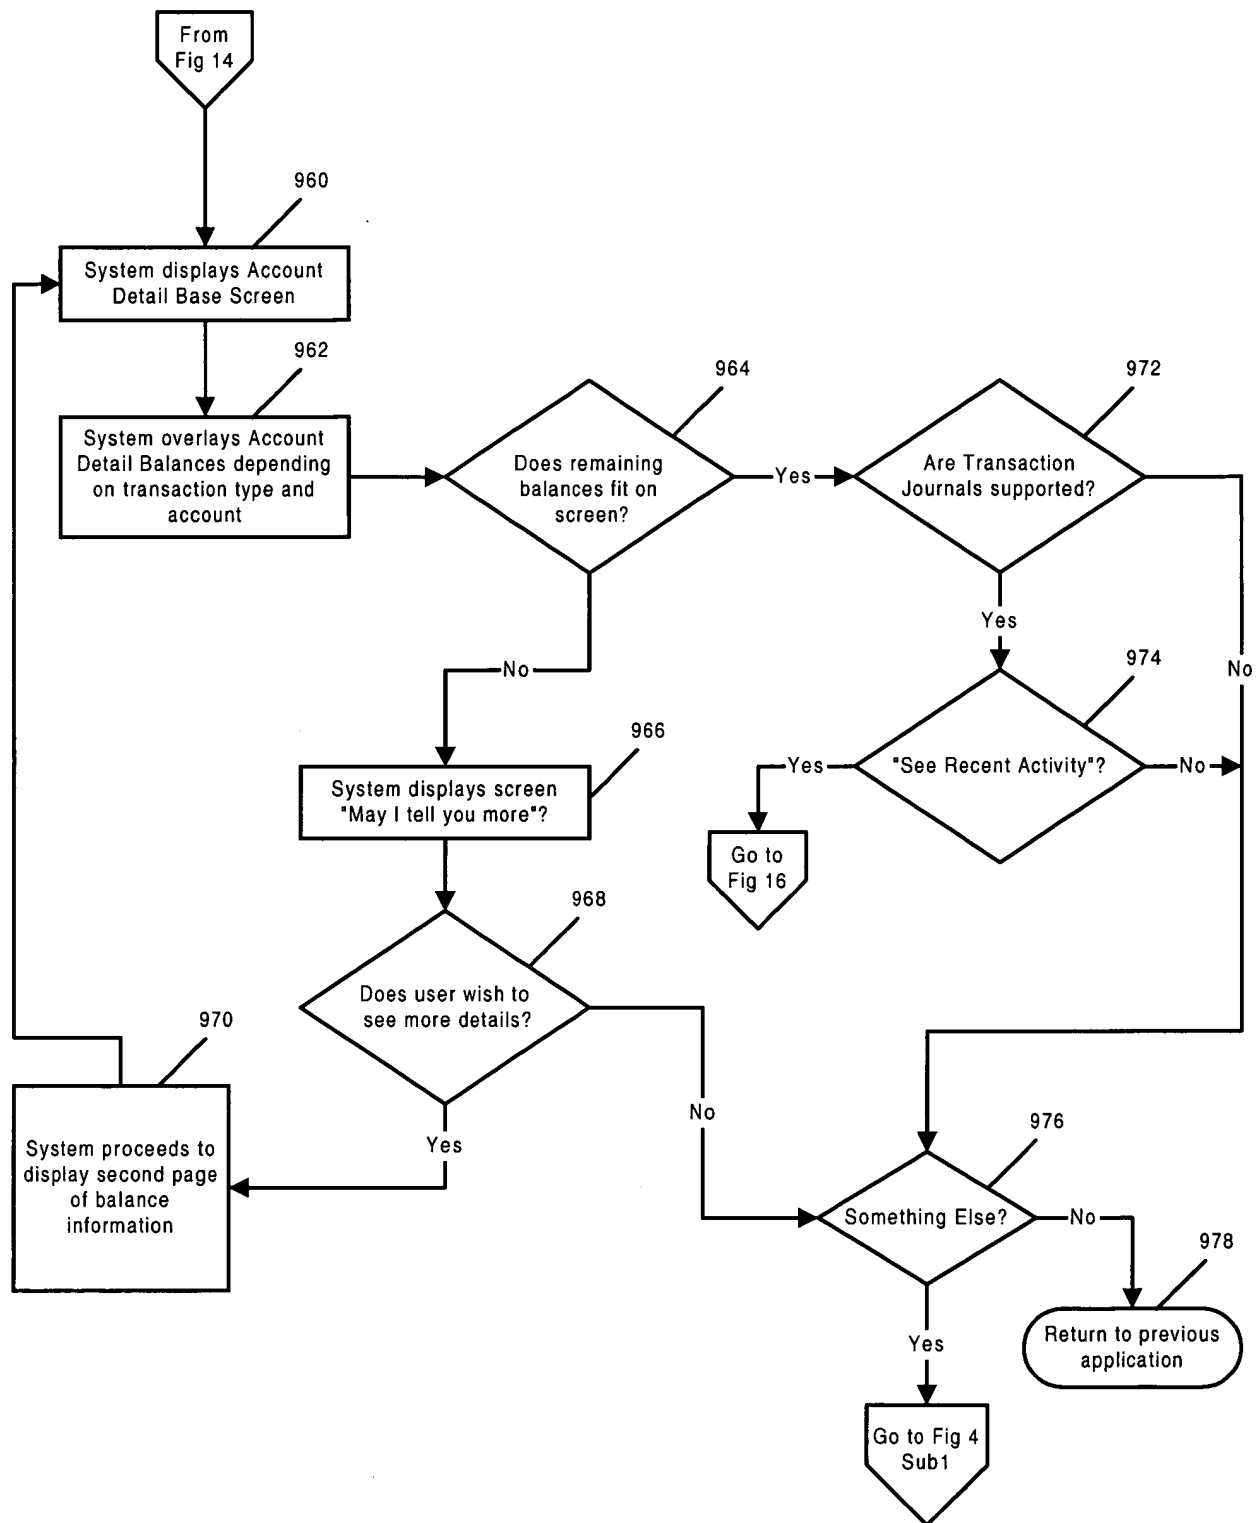 From
Fig 14
960
System displays Account
Detail Base Screen
962
System overlays Account
Detail Balances depending
on transaction type and
account
964
Does remaining
balances fit on
screen?
Yes
972
Are Transaction
Journals supported?
Yes
No
No
974
"See Recent Activity"?
Yes
No
Go to
Fig 16
966
System displays screen
"May I tell you more"?
968
Does user wish to
see more details?
970
System proceeds to
display second page
of balance
information
Yes
No
976
Something Else?
No
978
Return to previous
application
Yes
Go to Fig 4
Sub1